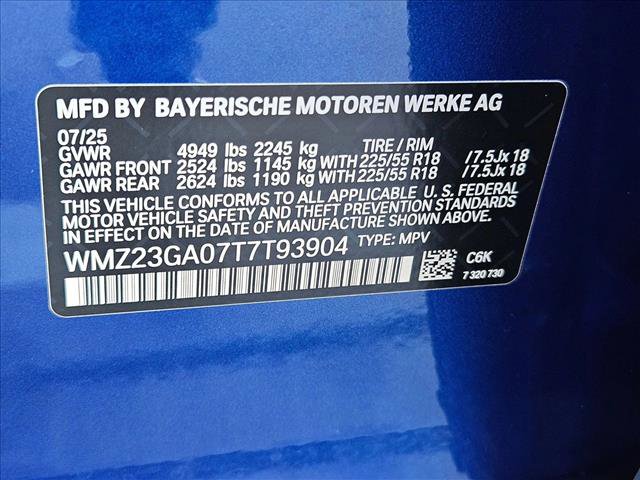 MFD BY BAYERISCHE MOTOREN WERKE AG
07/25
GVWR 4949 lbs 2245 kg TIRE / RIM
GAWR FRONT 2524 lbs 1145 kg WITH 225/55 R18 /7.5Jx18
GAWR REAR 2624 lbs 1190 kg WITH 225/55 R18 /7.5Jx18
THIS VEHICLE CONFORMS TO ALL APPLICABLE U. S. FEDERAL
MOTOR VEHICLE SAFETY AND THEFT PREVENTION STANDARDS
IN EFFECT ON THE DATE OF MANUFACTURE SHOWN ABOVE.
WMZ23GA07T7T93904 TYPE: MPV
C6K
7 320 730